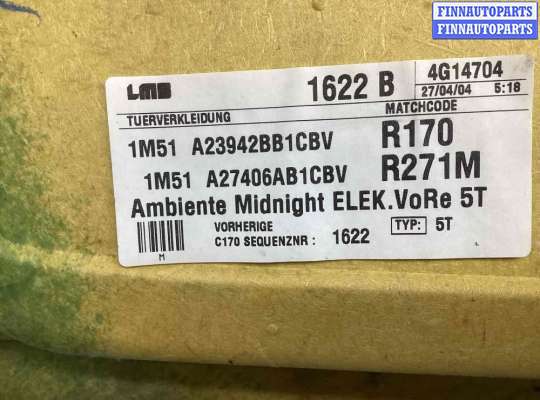 FINNAUTOPARTS
FINNAUTOPARTS
LMB 1622 B 4G14704
27/04/04 5:18
TUERVERKLEIDUNG MATCHCODE
1M51 A23942BB1CBV R170
1M51 A27406AB1CBV R271M
Ambiente Midnight ELEK.VoRe 5T
VORHERIGE
C170 SEQUENZNR : 1622 TYP: 5T
M